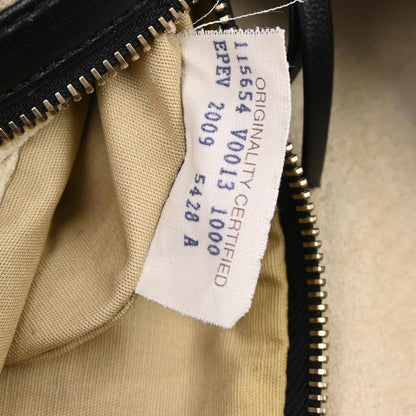 ORIGINALITY CERTIFIED
115654 V0013 1000
EPEV 2009 5428 A